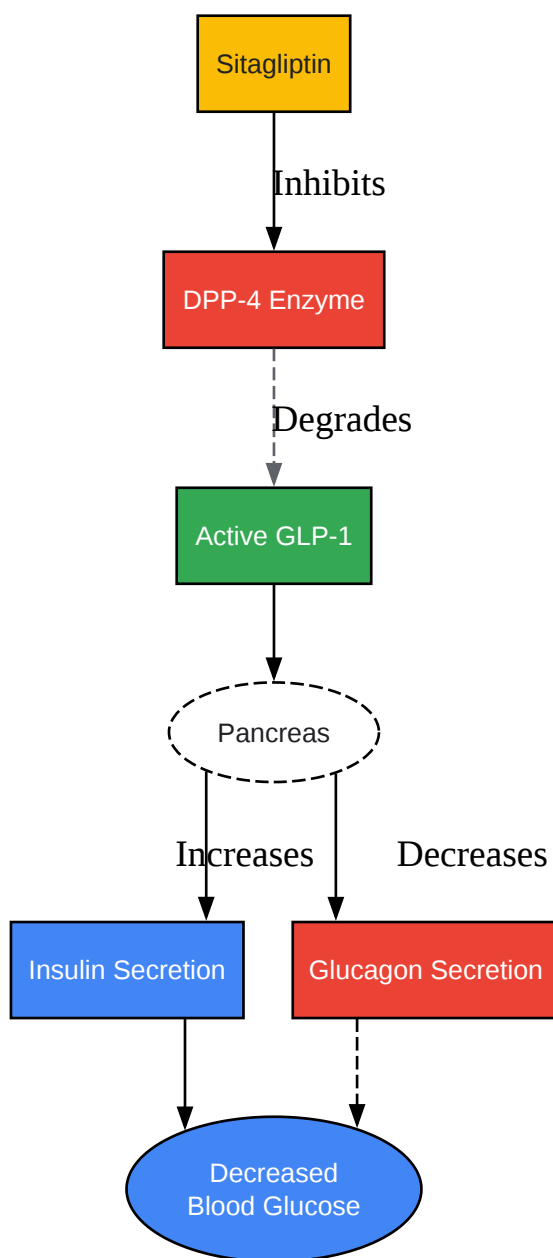 Sitagliptin
Inhibits
DPP-4 Enzyme
Degrades
Active GLP-1
Pancreas
Increases
Decreases
Insulin Secretion
Glucagon Secretion
Decreased
Blood Glucose